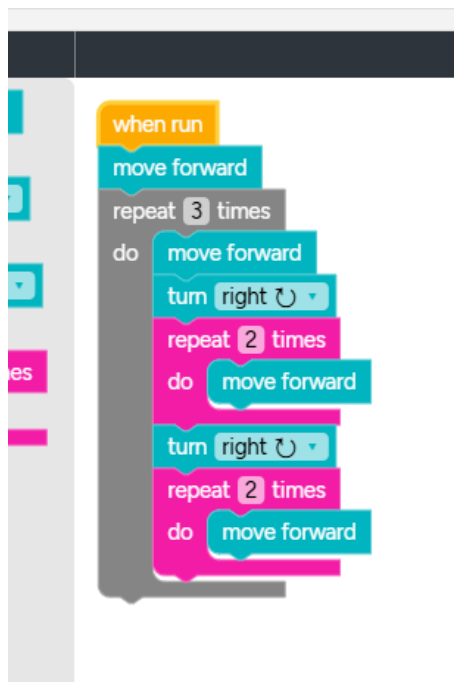 when run
move forward
repeat 3 times
do move forward
turn right
repeat 2 times
es
do move forward
turn right
repeat 2 times
do move forward